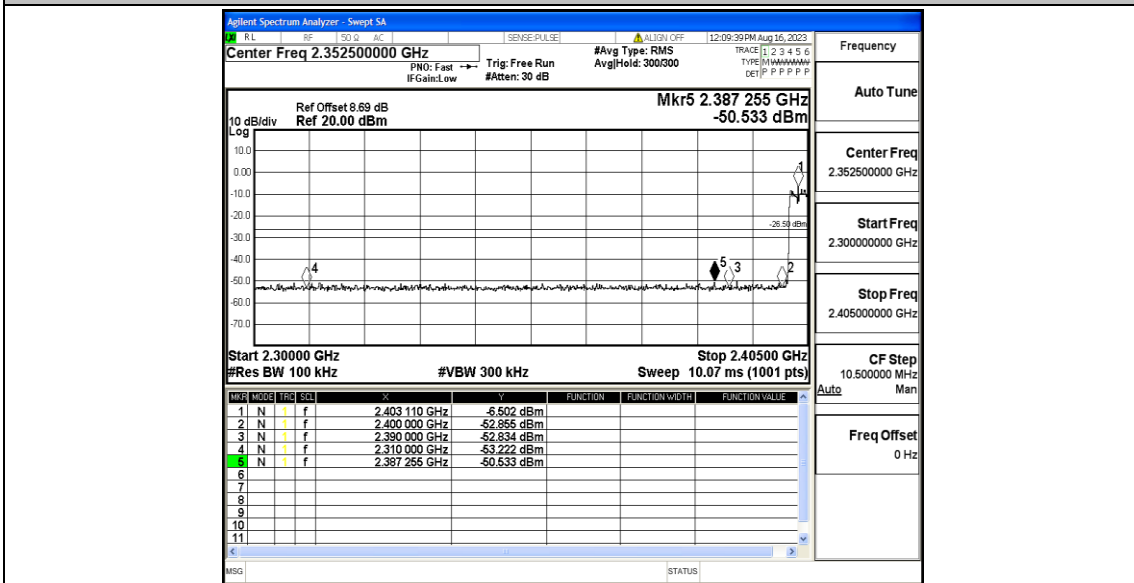 Agilent Spectrum Analyzer - Swept SA
RL RF 50 Ω AC SENSE:PULSE ALIGN OFF 12:09:39 PM Aug 16, 2023
Center Freq 2.352500000 GHz
PNO: Fast
IFGain:Low
Trig: Free Run
#Atten: 30 dB
#Avg Type: RMS
Avg|Hold: 300/300
TRACE 1 2 3 4 5 6
TYPE M
DET P P P P P P
Ref Offset 8.69 dB
10 dB/div Ref 20.00 dBm
Log
Mkr5 2.387 255 GHz
-50.533 dBm
10.0
0.00
-10.0
-20.0
-30.0
-40.0
-50.0
-60.0
-70.0
1
-26.50 dBm
4
5
3
2
Start 2.30000 GHz Stop 2.40500 GHz
#Res BW 100 kHz #VBW 300 kHz Sweep 10.07 ms (1001 pts)
MKR MODE TRC SCL X Y FUNCTION FUNCTION WIDTH FUNCTION VALUE
1 N 1 f 2.403 110 GHz -6.502 dBm
2 N 1 f 2.400 000 GHz -52.855 dBm
3 N 1 f 2.390 000 GHz -52.834 dBm
4 N 1 f 2.310 000 GHz -53.222 dBm
5 N 1 f 2.387 255 GHz -50.533 dBm
6
7
8
9
10
11
MSG STATUS
Frequency
Auto Tune
Center Freq
2.352500000 GHz
Start Freq
2.300000000 GHz
Stop Freq
2.405000000 GHz
CF Step
10.500000 MHz
Auto Man
Freq Offset
0 Hz